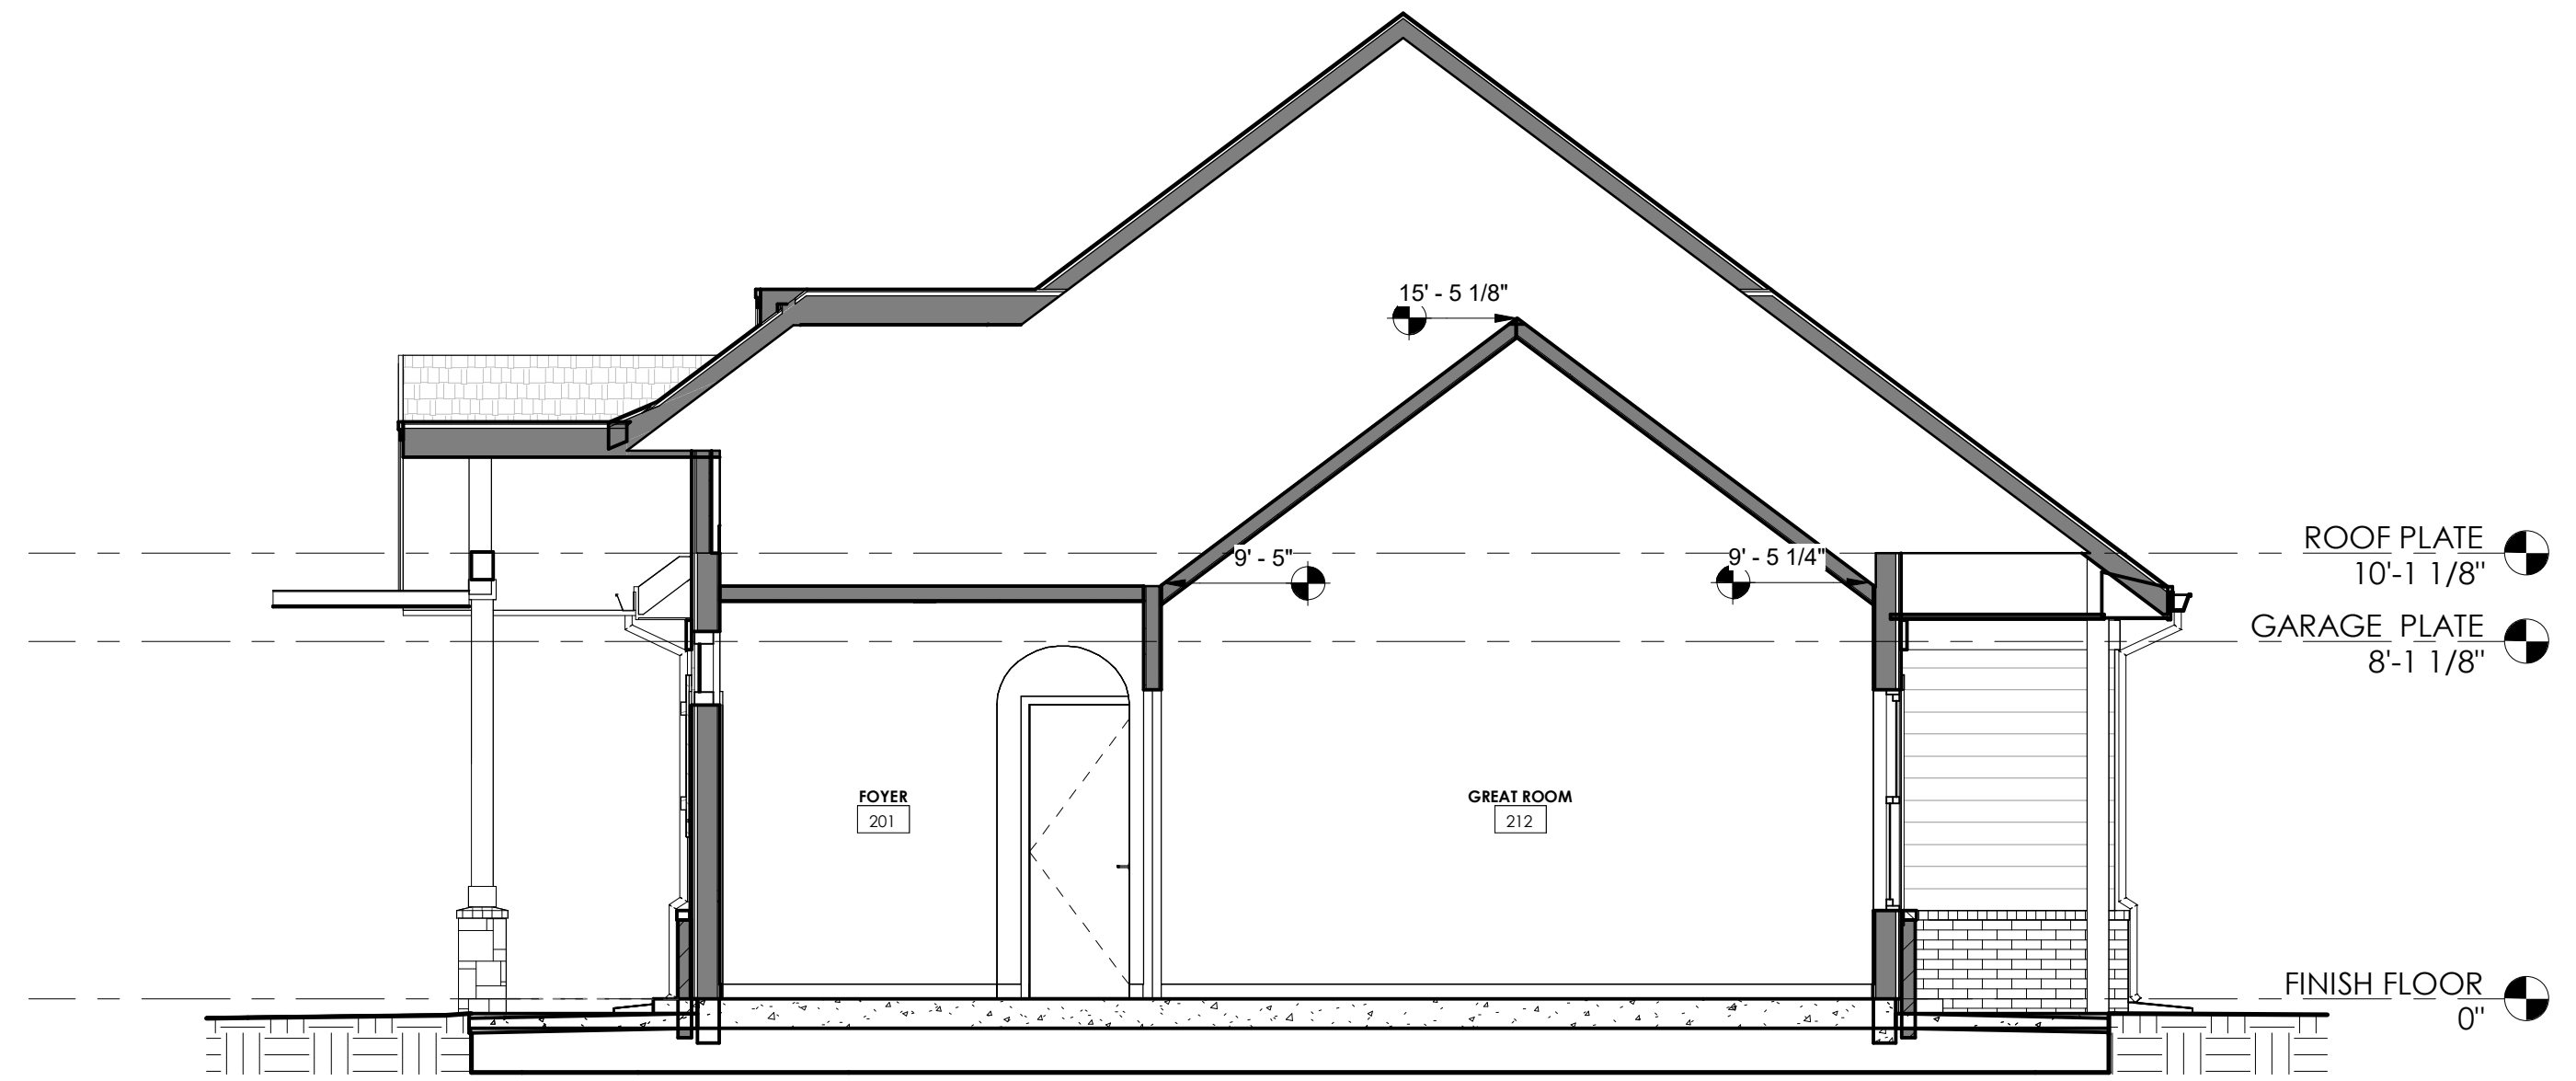 15' - 5 1/8"
ROOF PLATE
10'-1 1/8"
9' - 5"
9' - 5 1/4"
GARAGE PLATE
8'-1 1/8"
FOYER
201
GREAT ROOM
212
FINISH FLOOR
0"